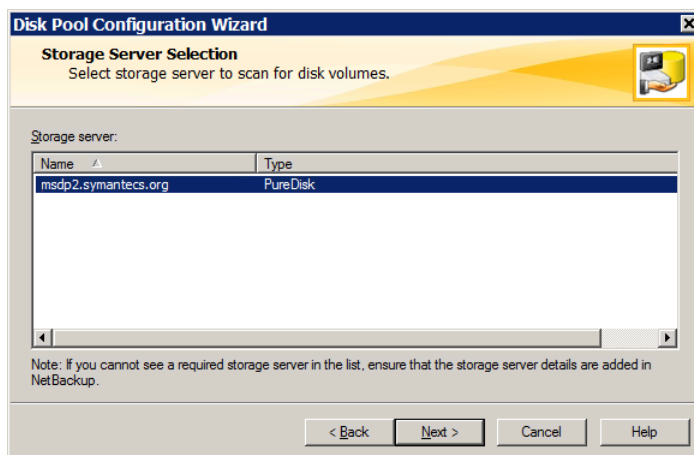 Disk Pool Configuration Wizard
Storage Server Selection
Select storage server to scan for disk volumes.
Storage server:
Name Type
msdp2.symantecs.org PureDisk
Note: If you cannot see a required storage server in the list, ensure that the storage server details are added in
NetBackup.
< Back Next > Cancel Help